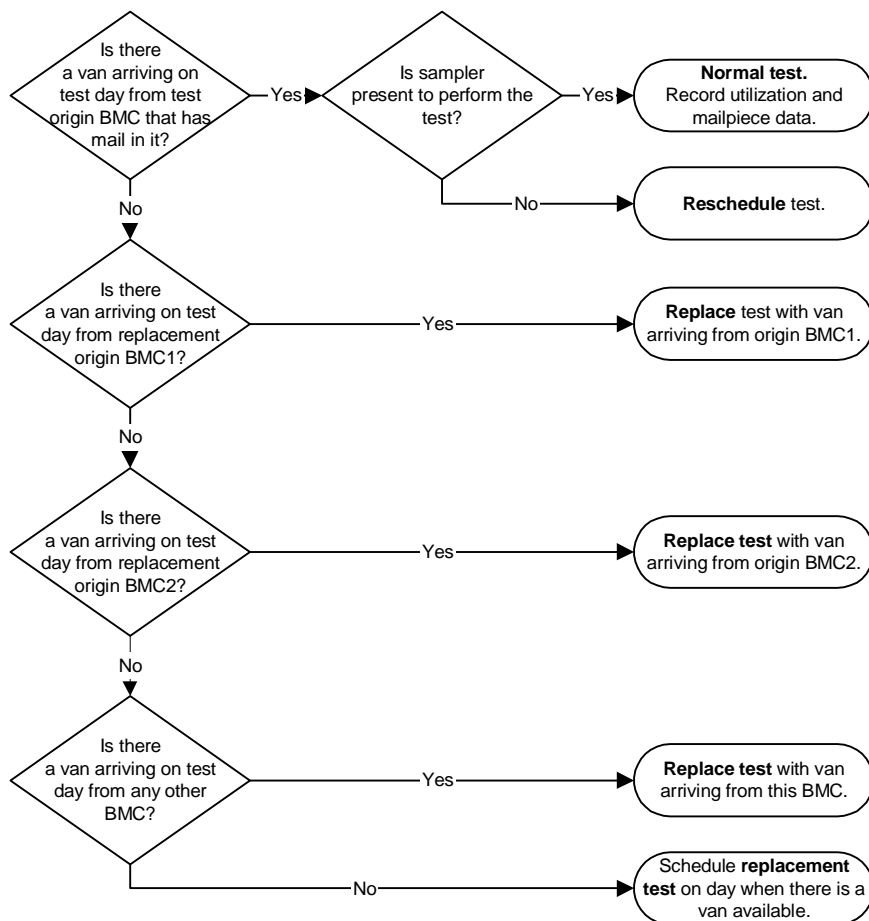 Is there
a van arriving on
test day from test
origin BMC that has
mail in it?
Yes
Is sampler
present to perform the
test?
Yes
Normal test.
Record utilization and
mailpiece data.
No
No
Reschedule test.
Is there
a van arriving on test
day from replacement
origin BMC1?
Yes
Replace test with van
arriving from origin BMC1.
No
Is there
a van arriving on test
day from replacement
origin BMC2?
Yes
Replace test with van
arriving from origin BMC2.
No
Is there
a van arriving on test
day from any other
BMC?
Yes
Replace test with van
arriving from this BMC.
No
Schedule replacement
test on day when there is a
van available.